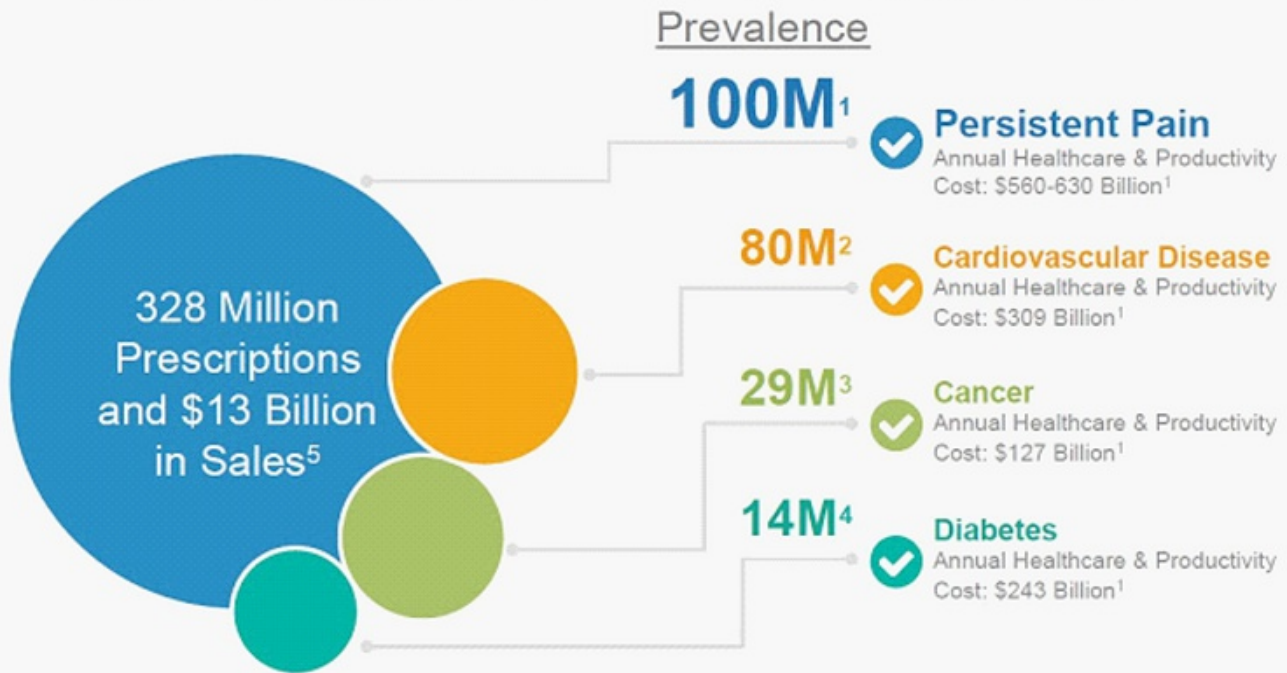 Prevalence
328 Million
Prescriptions
and $13 Billion
in Sales⁵
100M¹
Persistent Pain
Annual Healthcare & Productivity
Cost: $560-630 Billion¹
80M²
Cardiovascular Disease
Annual Healthcare & Productivity
Cost: $309 Billion¹
29M³
Cancer
Annual Healthcare & Productivity
Cost: $127 Billion¹
14M⁴
Diabetes
Annual Healthcare & Productivity
Cost: $243 Billion¹